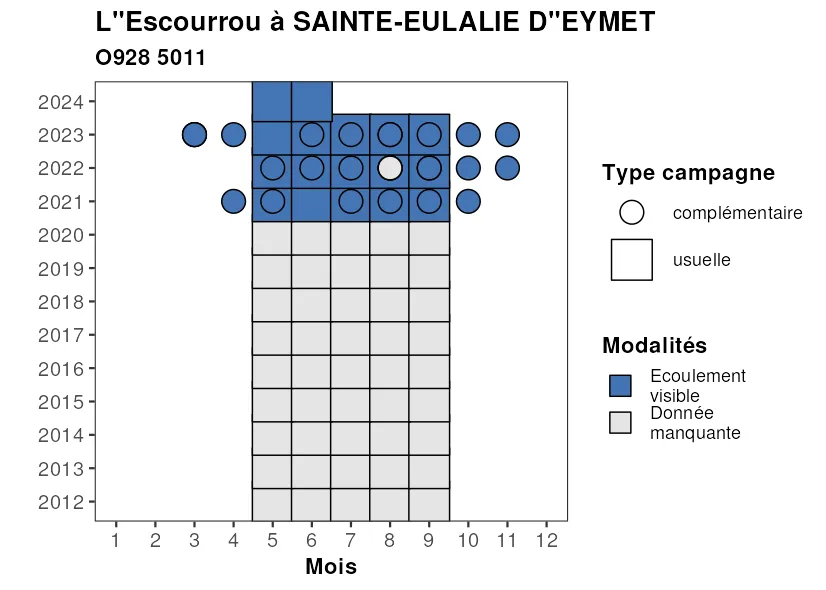 L"Escourrou à SAINTE-EULALIE D"EYMET
O928 5011
2024
2023
2022
2021
2020
2019
2018
2017
2016
2015
2014
2013
2012
1 2 3 4 5 6 7 8 9 10 11 12
Mois
Type campagne
complémentaire
usuelle
Modalités
Ecoulement
visible
Donnée
manquante